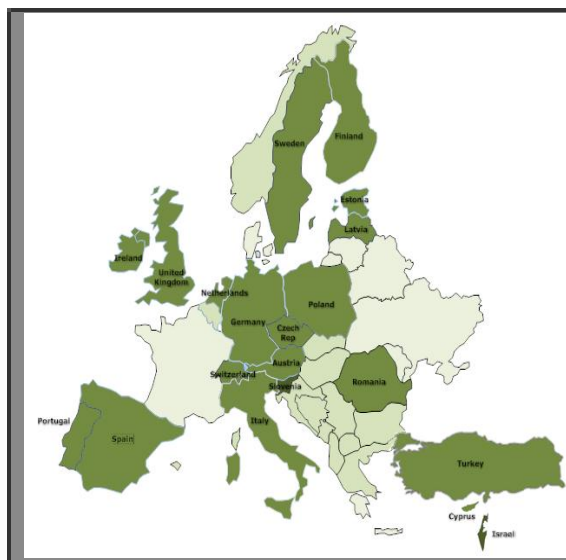 Sweden
Finland
Estonia
Latvia
Ireland
United
Kingdom
Netherlands
Poland
Germany
Czech
Rep
Austria
Switzerland
Slovenia
Romania
Italy
Portugal
Spain
Turkey
Cyprus
Israel